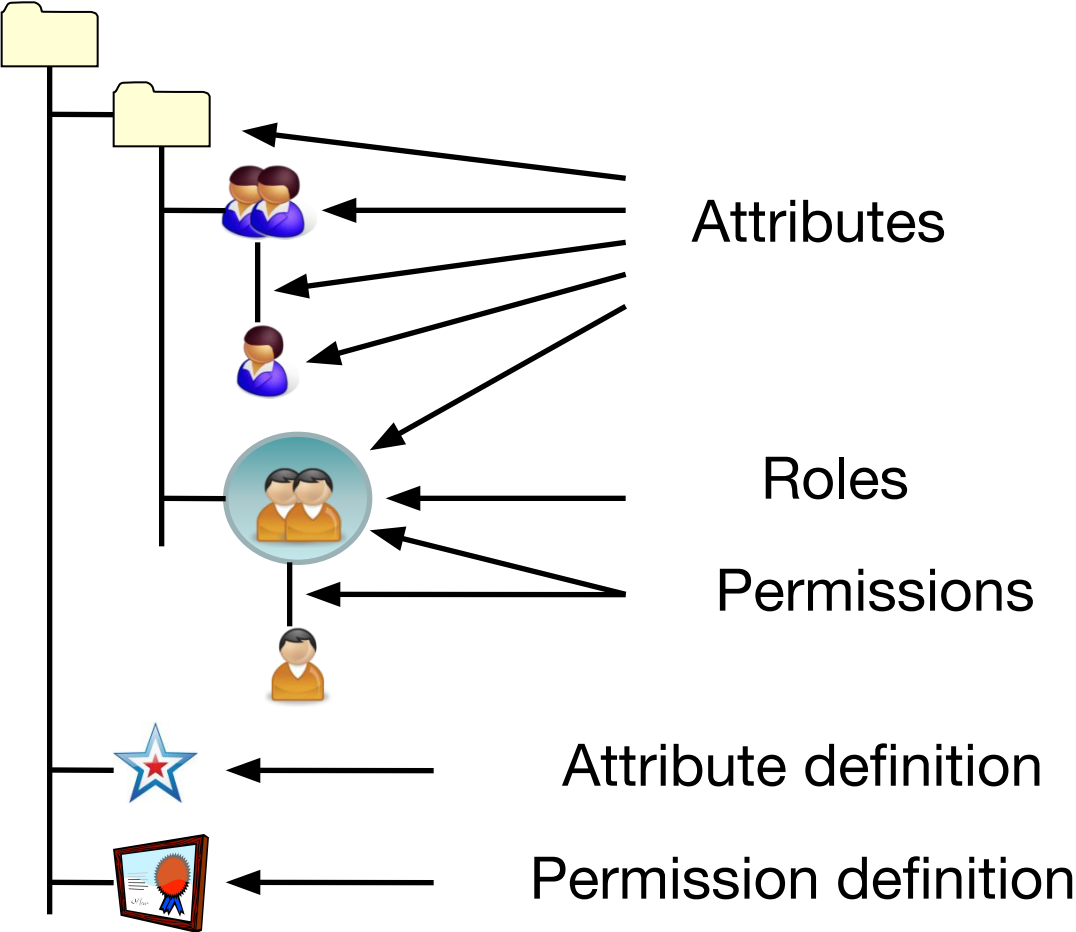 Attributes
Roles
Permissions
Attribute definition
Permission definition